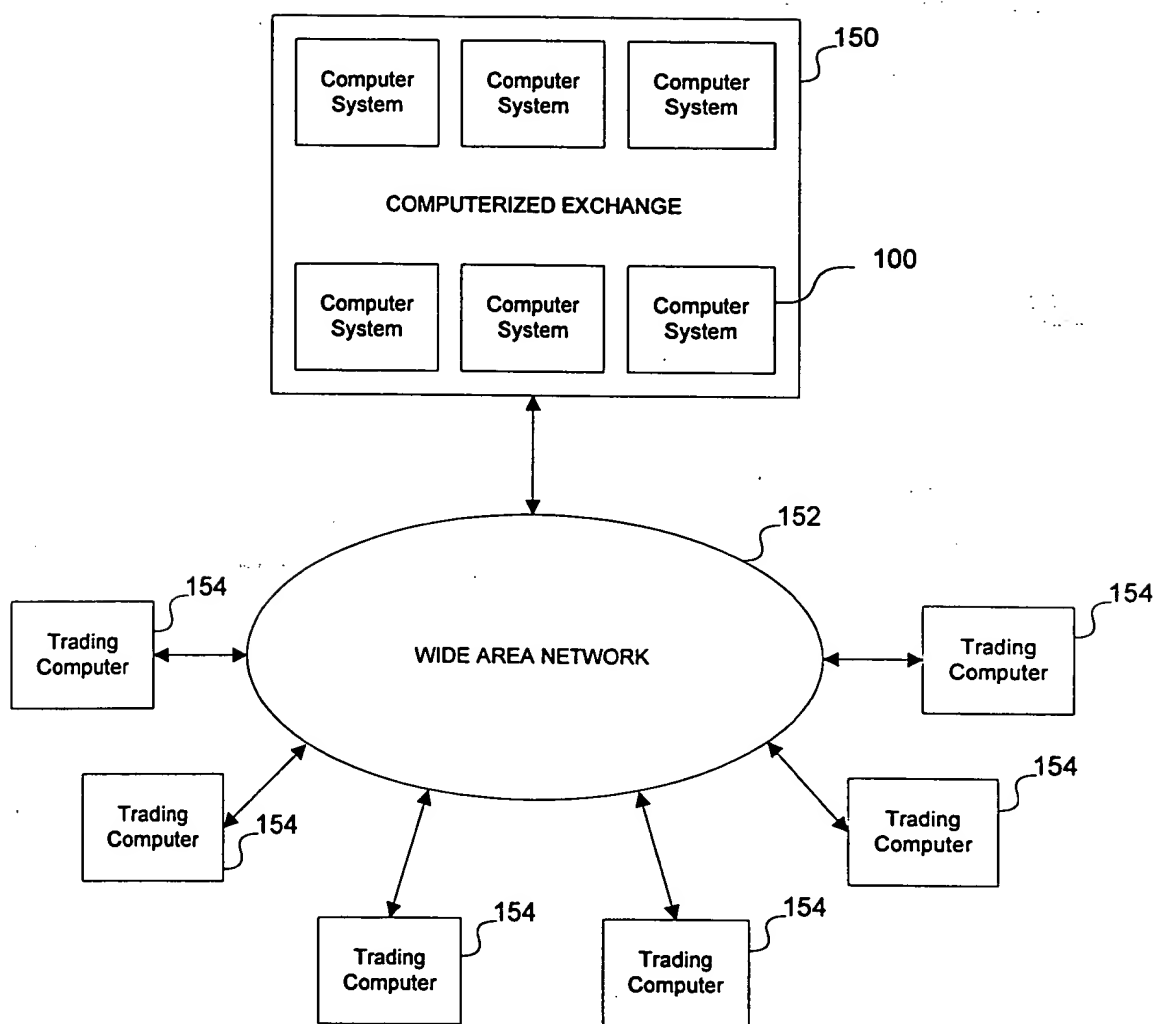 150
Computer
System
Computer
System
Computer
System
COMPUTERIZED EXCHANGE
100
Computer
System
Computer
System
Computer
System
152
154
Trading
Computer
WIDE AREA NETWORK
154
Trading
Computer
154
Trading
Computer
154
Trading
Computer
154
Trading
Computer
154
Trading
Computer